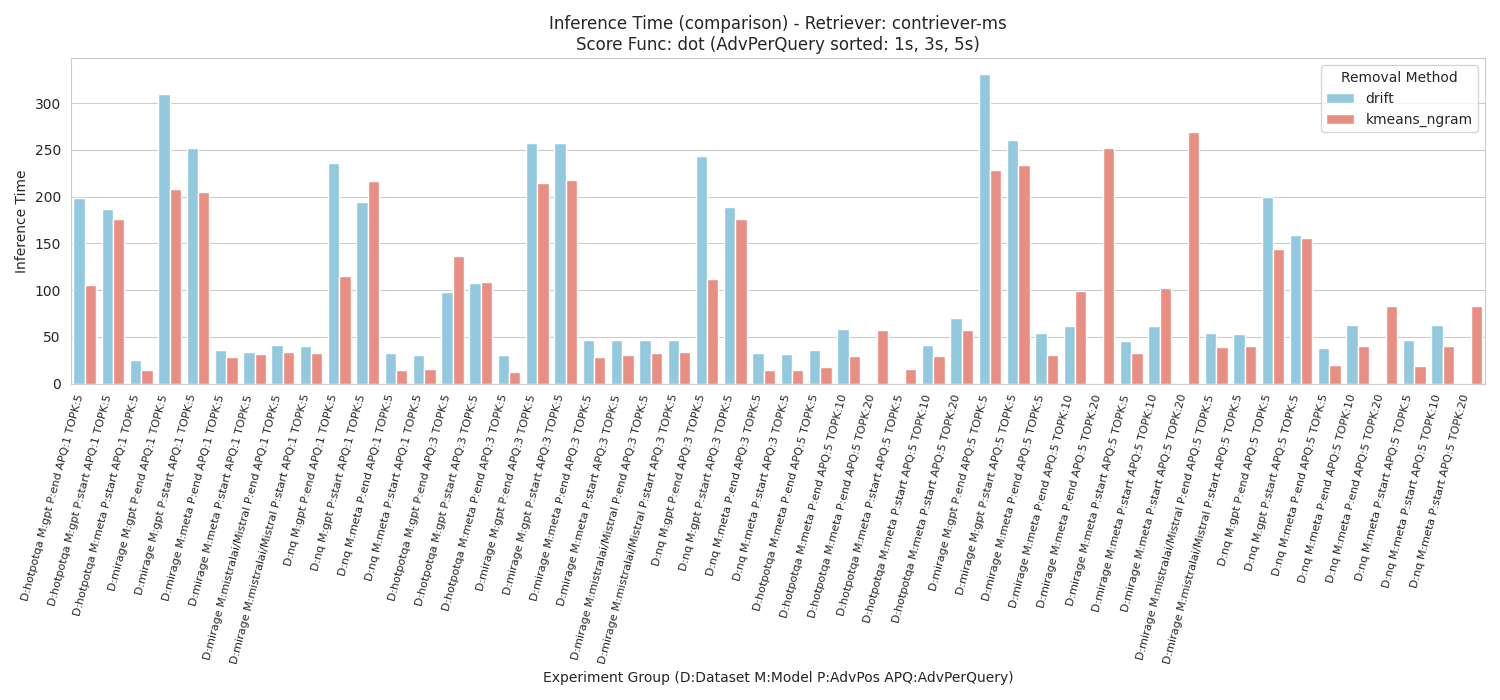 Inference Time (comparison) - Retriever: contriever-ms
Score Func: dot (AdvPerQuery sorted: 1s, 3s, 5s)
Removal Method
drift
kmeans_ngram
Inference Time
300
250
200
150
100
50
0
D:hotpotqa M:gpt P:end APQ:1 TOPK:5
D:hotpotqa M:gpt P:start APQ:1 TOPK:5
D:hotpotqa M:meta P:start APQ:1 TOPK:5
D:mirage M:gpt P:end APQ:1 TOPK:5
D:mirage M:gpt P:start APQ:1 TOPK:5
D:mirage M:meta P:end APQ:1 TOPK:5
D:mirage M:meta P:start APQ:1 TOPK:5
D:mirage M:mistralai/Mistral P:end APQ:1 TOPK:5
D:mirage M:mistralai/Mistral P:start APQ:1 TOPK:5
D:nq M:gpt P:end APQ:1 TOPK:5
D:nq M:gpt P:start APQ:1 TOPK:5
D:nq M:meta P:end APQ:1 TOPK:5
D:nq M:meta P:start APQ:1 TOPK:5
D:hotpotqa M:gpt P:end APQ:3 TOPK:5
D:hotpotqa M:gpt P:start APQ:3 TOPK:5
D:hotpotqa M:meta P:end APQ:3 TOPK:5
D:mirage M:gpt P:end APQ:3 TOPK:5
D:mirage M:gpt P:start APQ:3 TOPK:5
D:mirage M:meta P:end APQ:3 TOPK:5
D:mirage M:meta P:start APQ:3 TOPK:5
D:mirage M:mistralai/Mistral P:end APQ:3 TOPK:5
D:mirage M:mistralai/Mistral P:start APQ:3 TOPK:5
D:nq M:gpt P:end APQ:3 TOPK:5
D:nq M:gpt P:start APQ:3 TOPK:5
D:nq M:meta P:end APQ:3 TOPK:5
D:nq M:meta P:start APQ:3 TOPK:5
D:hotpotqa M:meta P:end APQ:5 TOPK:5
D:hotpotqa M:meta P:end APQ:5 TOPK:10
D:hotpotqa M:meta P:end APQ:5 TOPK:20
D:hotpotqa M:meta P:start APQ:5 TOPK:5
D:hotpotqa M:meta P:start APQ:5 TOPK:10
D:hotpotqa M:meta P:start APQ:5 TOPK:20
D:mirage M:gpt P:end APQ:5 TOPK:5
D:mirage M:gpt P:start APQ:5 TOPK:5
D:mirage M:meta P:end APQ:5 TOPK:5
D:mirage M:meta P:end APQ:5 TOPK:10
D:mirage M:meta P:end APQ:5 TOPK:20
D:mirage M:meta P:start APQ:5 TOPK:5
D:mirage M:meta P:start APQ:5 TOPK:10
D:mirage M:meta P:start APQ:5 TOPK:20
D:mirage M:mistralai/Mistral P:end APQ:5 TOPK:5
D:mirage M:mistralai/Mistral P:start APQ:5 TOPK:5
D:nq M:gpt P:end APQ:5 TOPK:5
D:nq M:gpt P:start APQ:5 TOPK:5
D:nq M:meta P:end APQ:5 TOPK:5
D:nq M:meta P:end APQ:5 TOPK:10
D:nq M:meta P:end APQ:5 TOPK:20
D:nq M:meta P:start APQ:5 TOPK:5
D:nq M:meta P:start APQ:5 TOPK:10
D:nq M:meta P:start APQ:5 TOPK:20
Experiment Group (D:Dataset M:Model P:AdvPos APQ:AdvPerQuery)